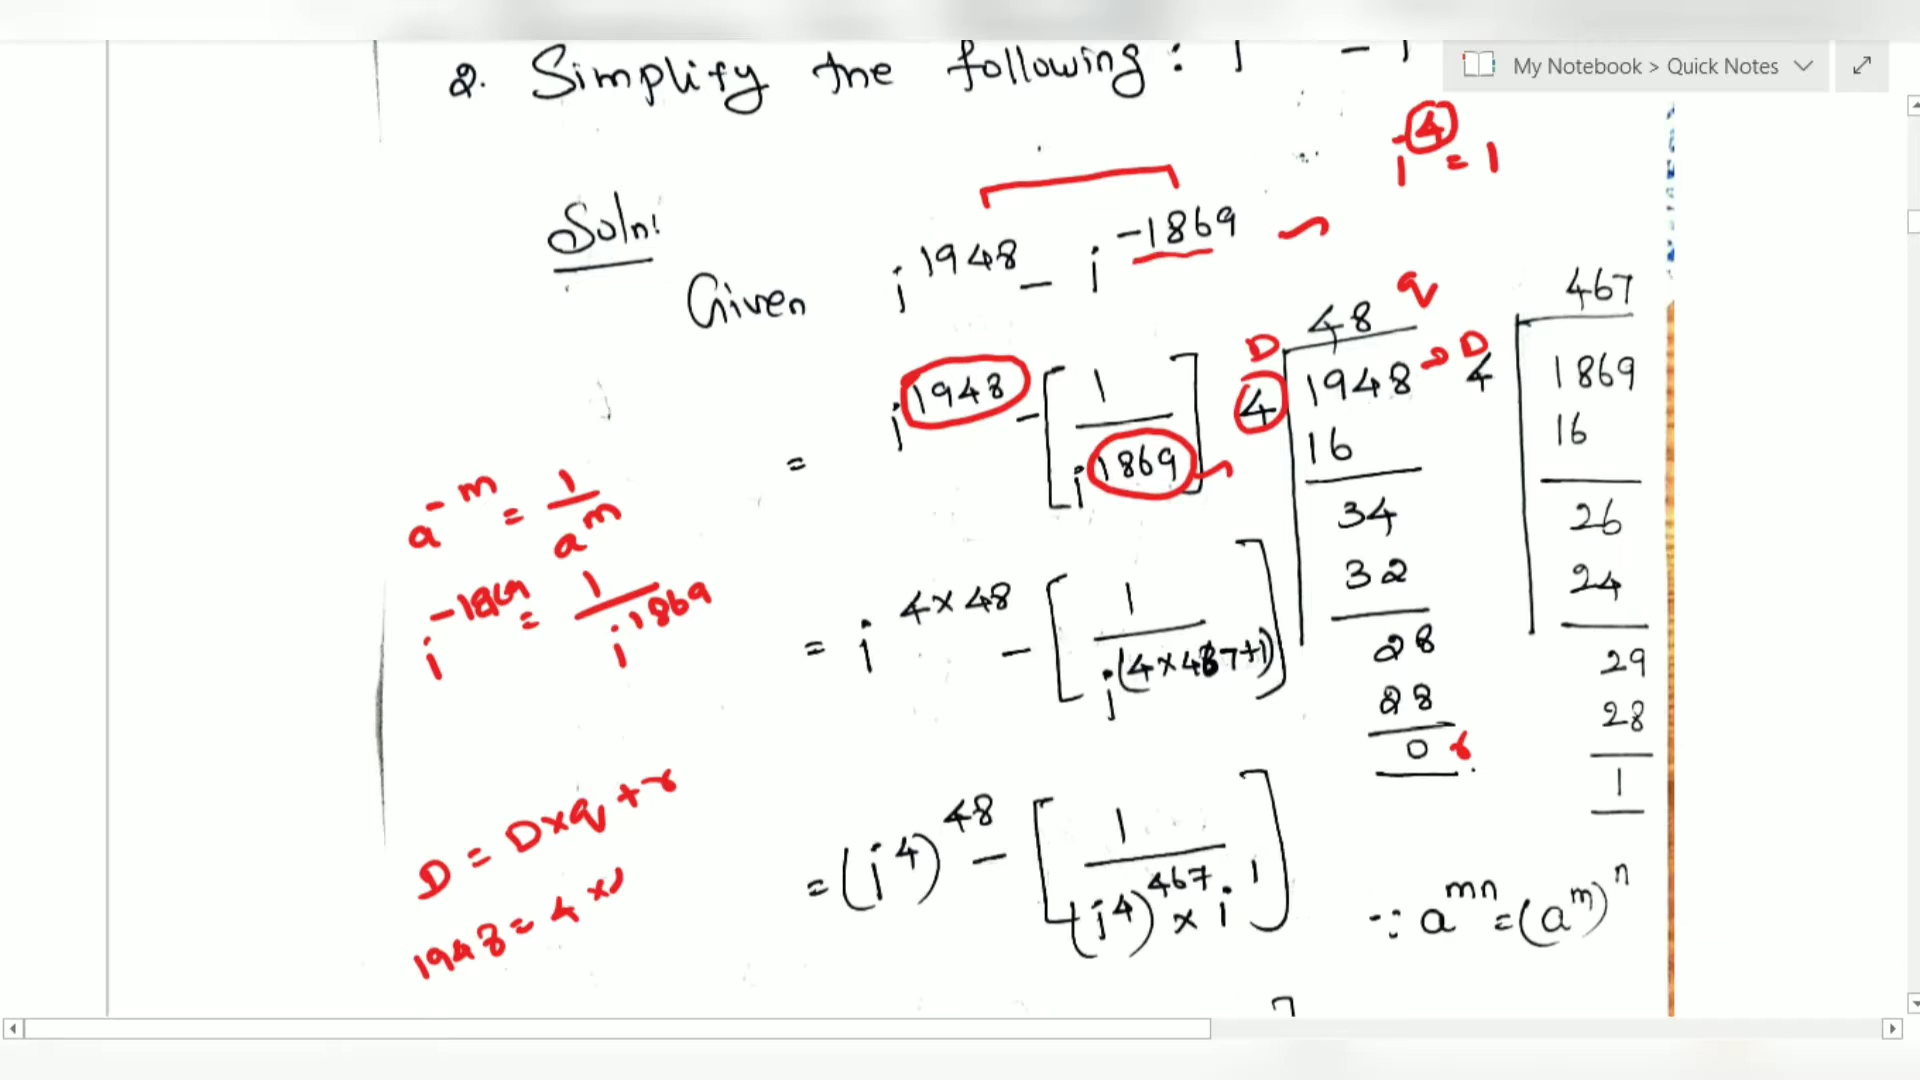 My Notebook > Quick Notes
2. Simplify the following: i - i
i^4 = 1
Soln:
Given i^1948 - i^-1869
= i^1948 - [1/i^1869]
= i^(4×48) - [1/i^(4×467+1)]
= (i^4)^48 - [1/((i^4)^467 × i^1)]
∵ a^mn = (a^m)^n
a^-m = 1/a^m
i^-1869 = 1/i^1869
D = D×q+r
1948 = 4×
48 q
D
4 1948 → D
16
34
32
28
28
0 r
467
4 1869
16
26
24
29
28
1